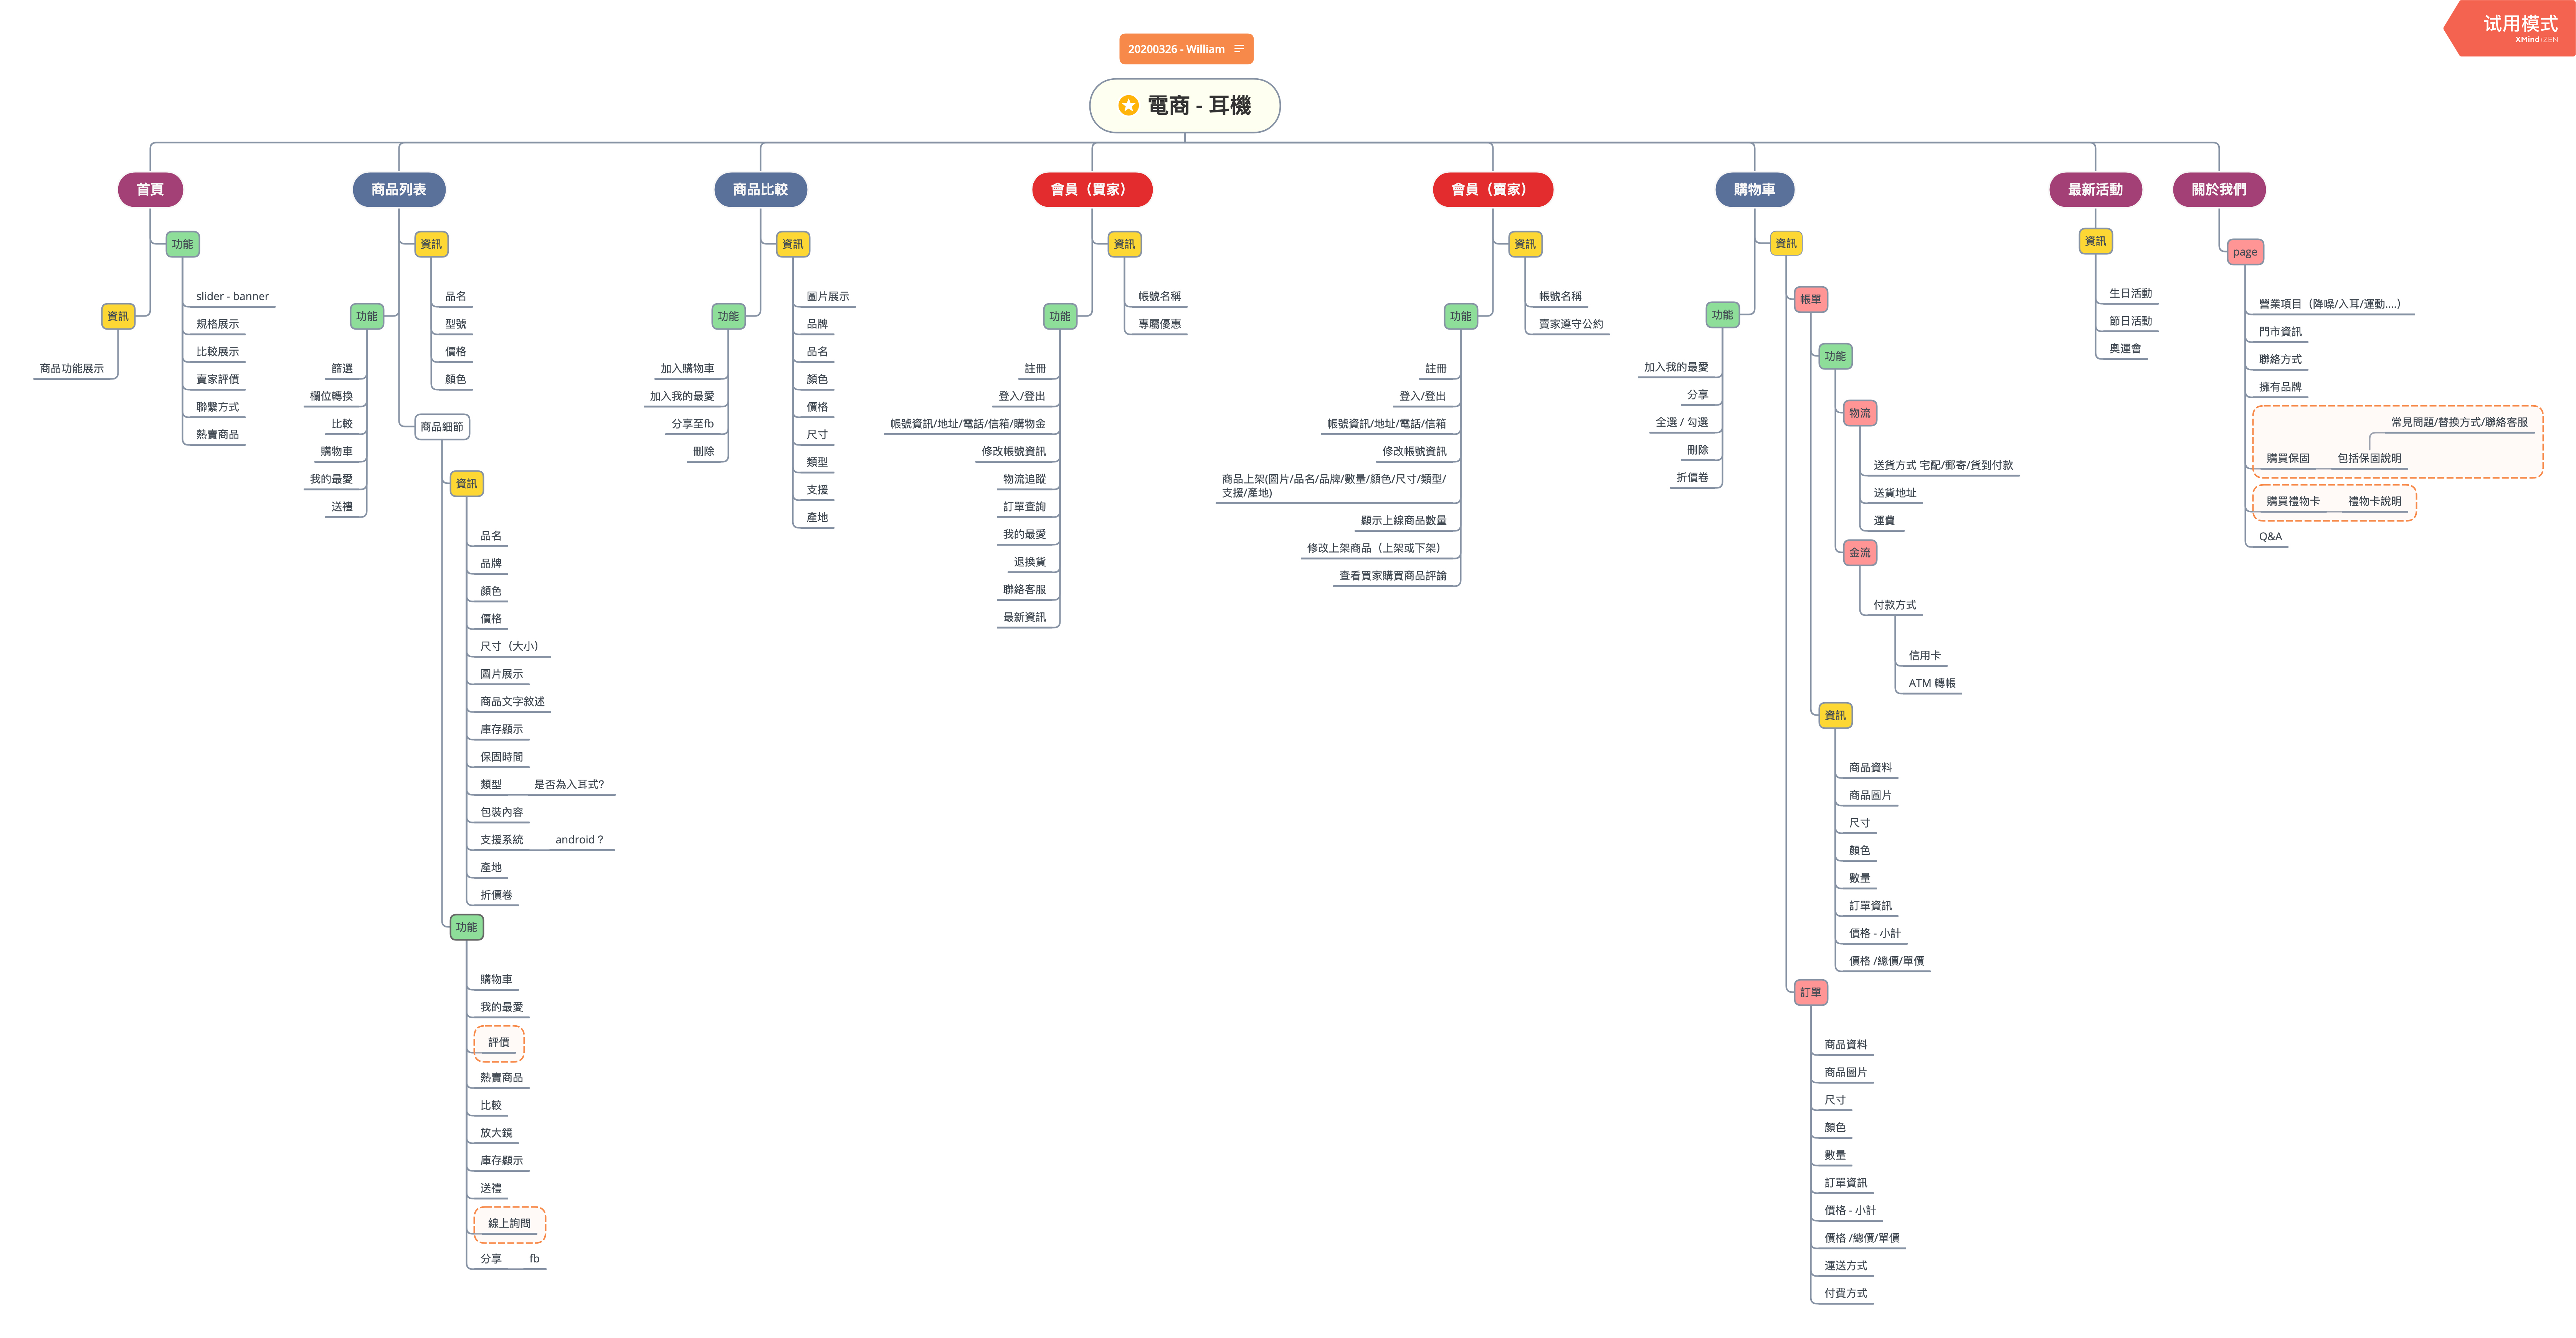 试用模式
XMind:ZEN
20200326 - William
電商 - 耳機
首頁
功能
slider - banner
規格展示
比較展示
賣家評價
聯繫方式
熱賣商品
資訊
商品功能展示
商品列表
資訊
品名
型號
價格
顏色
功能
篩選
欄位轉換
比較
購物車
我的最愛
送禮
商品細節
資訊
品名
品牌
顏色
價格
尺寸（大小）
圖片展示
商品文字敘述
庫存顯示
保固時間
類型
是否為入耳式?
包裝內容
支援系統
android ?
產地
折價卷
功能
購物車
我的最愛
評價
熱賣商品
比較
放大鏡
庫存顯示
送禮
線上詢問
分享
fb
商品比較
資訊
圖片展示
品牌
品名
顏色
價格
尺寸
類型
支援
產地
功能
加入購物車
加入我的最愛
分享至fb
刪除
會員（買家）
資訊
帳號名稱
專屬優惠
功能
註冊
登入/登出
帳號資訊/地址/電話/信箱/購物金
修改帳號資訊
物流追蹤
訂單查詢
我的最愛
退換貨
聯絡客服
最新資訊
會員（賣家）
資訊
帳號名稱
賣家遵守公約
功能
註冊
登入/登出
帳號資訊/地址/電話/信箱
修改帳號資訊
商品上架(圖片/品名/品牌/數量/顏色/尺寸/類型/
支援/產地)
顯示上線商品數量
修改上架商品（上架或下架）
查看買家購買商品評論
購物車
資訊
功能
加入我的最愛
分享
全選 / 勾選
刪除
折價卷
帳單
功能
物流
送貨方式 宅配/郵寄/貨到付款
送貨地址
運費
金流
付款方式
信用卡
ATM 轉帳
資訊
商品資料
商品圖片
尺寸
顏色
數量
訂單資訊
價格 - 小計
價格 /總價/單價
訂單
商品資料
商品圖片
尺寸
顏色
數量
訂單資訊
價格 - 小計
價格 /總價/單價
運送方式
付費方式
最新活動
資訊
生日活動
節日活動
奧運會
關於我們
page
營業項目（降噪/入耳/運動....）
門市資訊
聯絡方式
擁有品牌
常見問題/替換方式/聯絡客服
購買保固
包括保固說明
購買禮物卡
禮物卡說明
Q&A